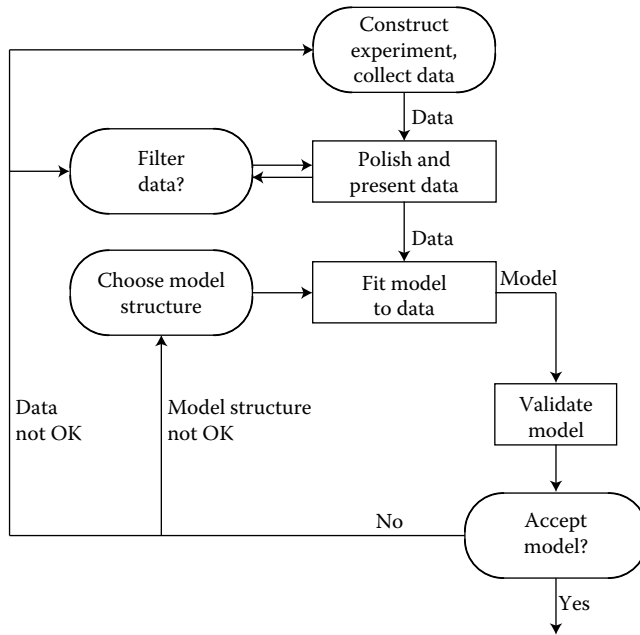 Construct
experiment,
collect data
Data
Filter
data?
Polish and
present data
Data
Choose model
structure
Fit model
to data
Model
Data
not OK
Model structure
not OK
Validate
model
No
Accept
model?
Yes